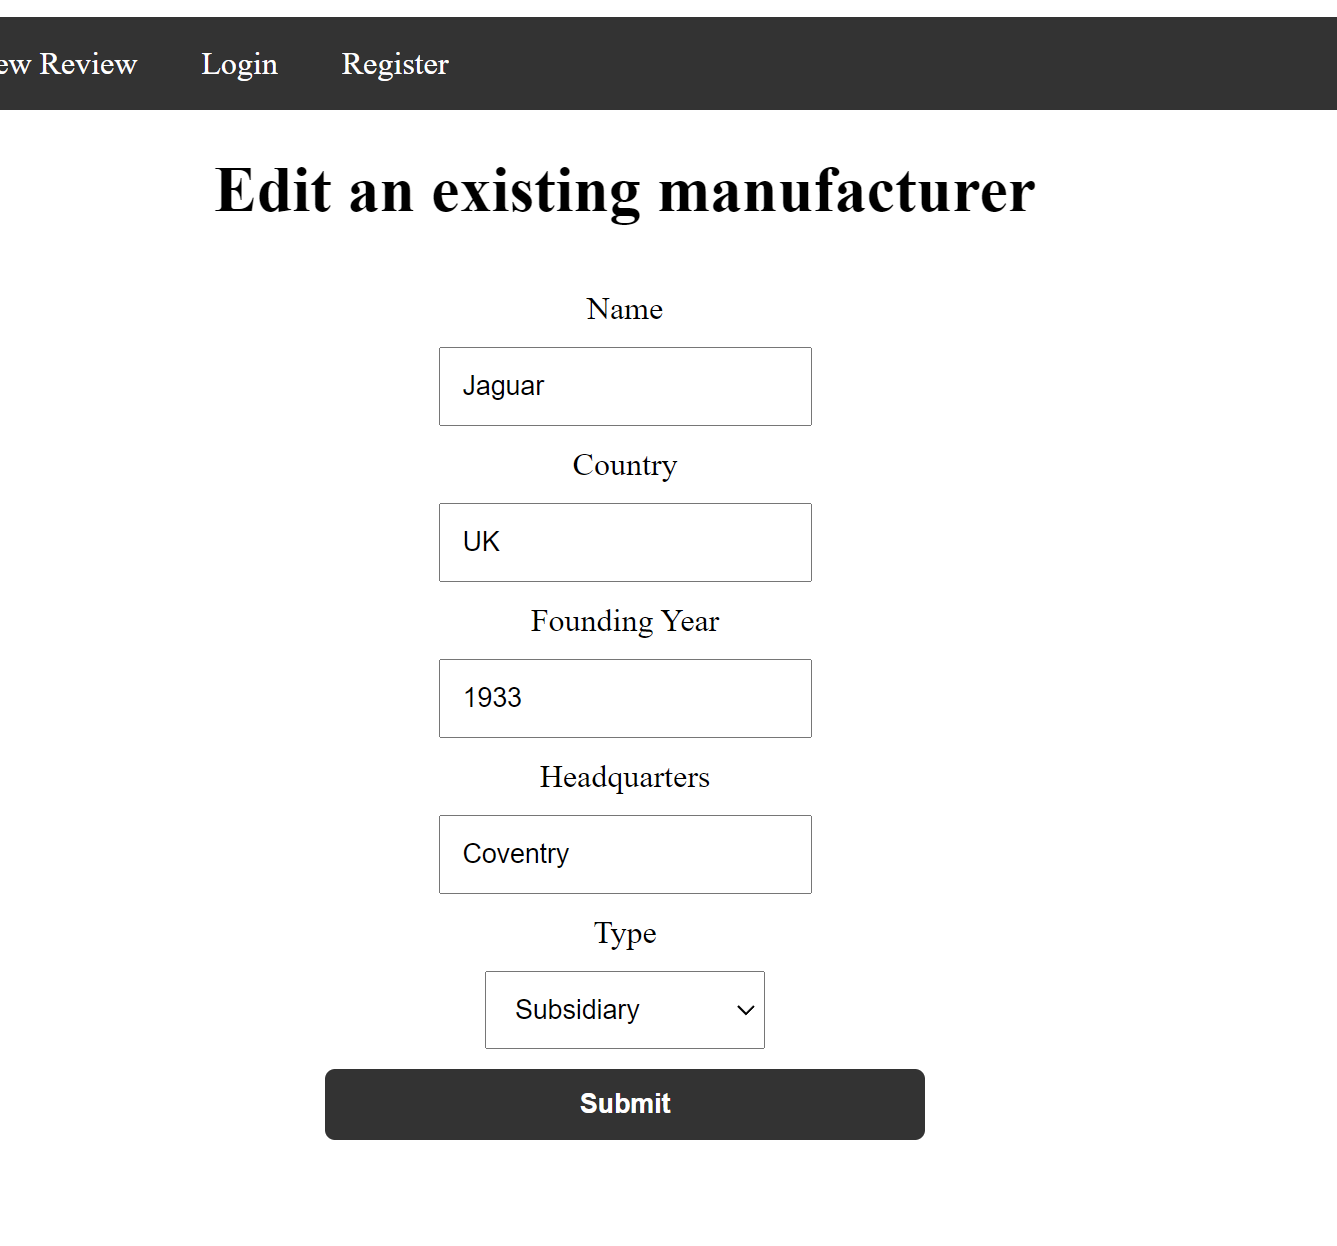 Review Login Register
Edit an existing manufacturer
Name
Jaguar
Country
UK
Founding Year
1933
Headquarters
Coventry
Type
Subsidiary
Submit